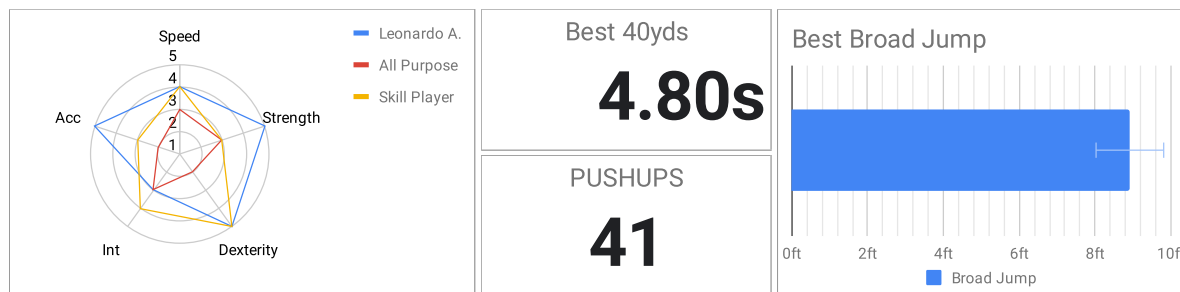 Speed
5
4
3
2
1
Acc
Strength
Int
Dexterity
Leonardo A.
All Purpose
Skill Player
Best 40yds
4.80s
PUSHUPS
41
Best Broad Jump
0ft 2ft 4ft 6ft 8ft 10f
Broad Jump